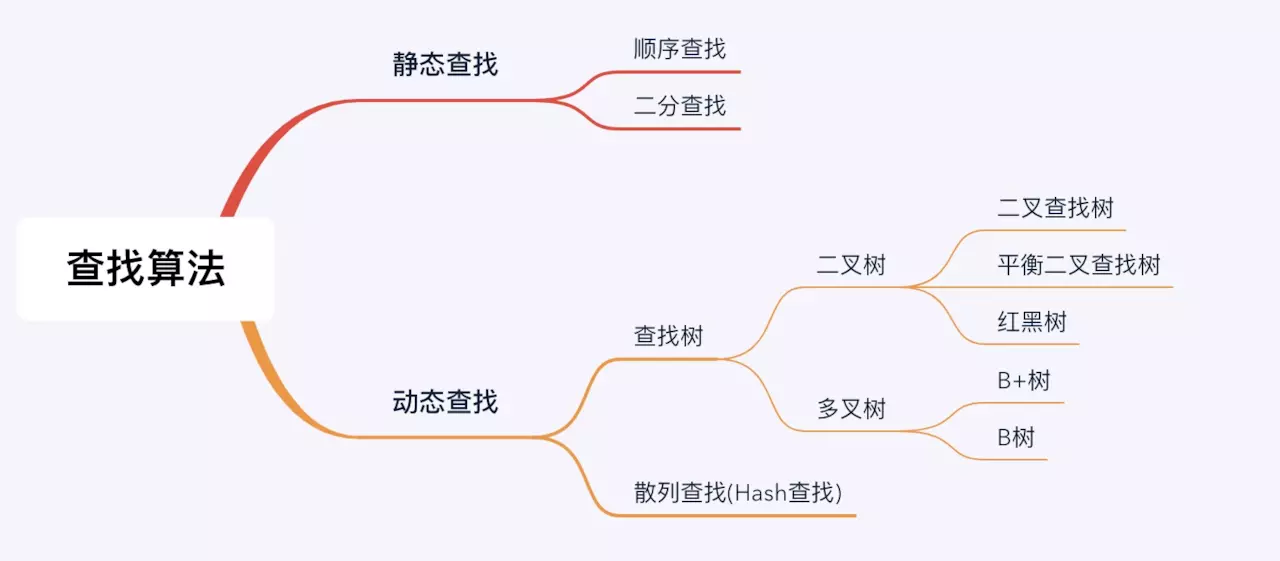 查找算法
静态查找
顺序查找
二分查找
动态查找
查找树
二叉树
二叉查找树
平衡二叉查找树
红黑树
多叉树
B+树
B树
散列查找(Hash查找)